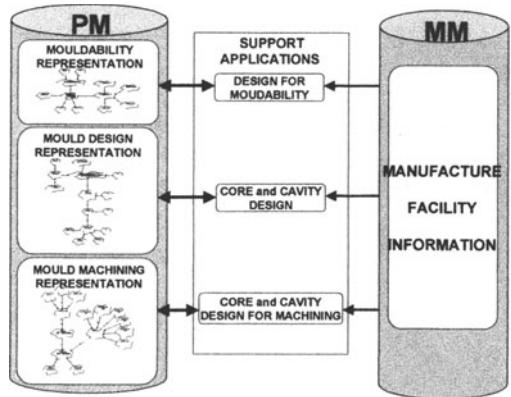 PM
MOULDABILITY
REPRESENTATION
MOULD DESIGN
REPRESENTATION
MOULD MACHINING
REPRESENTATION
SUPPORT
APPLICATIONS
DESIGN FOR
MOUDABILITY
CORE and CAVITY
DESIGN
CORE and CAVITY
DESIGN FOR MACHINING
MM
MANUFACTURE
FACILITY
INFORMATION